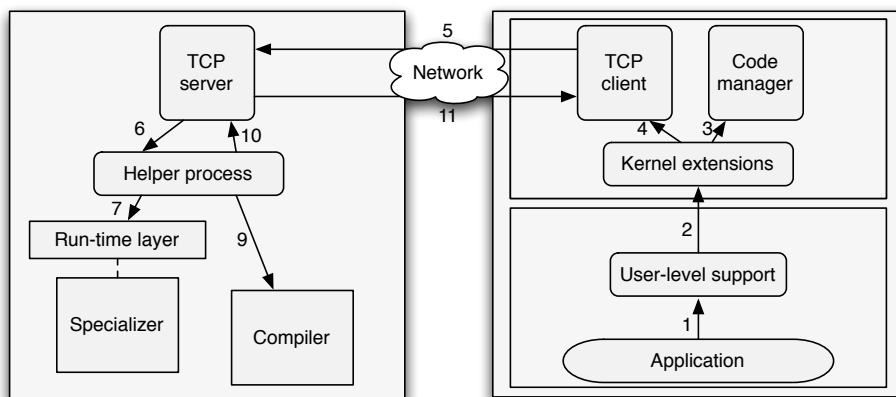 5
TCP
server
Network
TCP
client
Code
manager
11
6
10
4
3
Helper process
Kernel extensions
7
9
2
Run-time layer
User-level support
Specializer
Compiler
1
Application